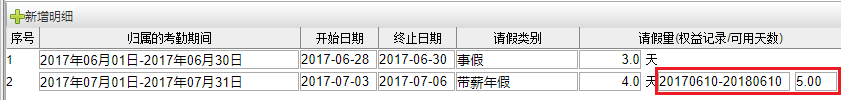 新增明细
序号 归属的考勤期间 开始日期 终止日期 请假类别 请假量(权益记录/可用天数)
1 2017年06月01日-2017年06月30日 2017-06-28 2017-06-30 事假 3.0 天
2 2017年07月01日-2017年07月31日 2017-07-03 2017-07-06 带薪年假 4.0 天 20170610-20180610 5.00